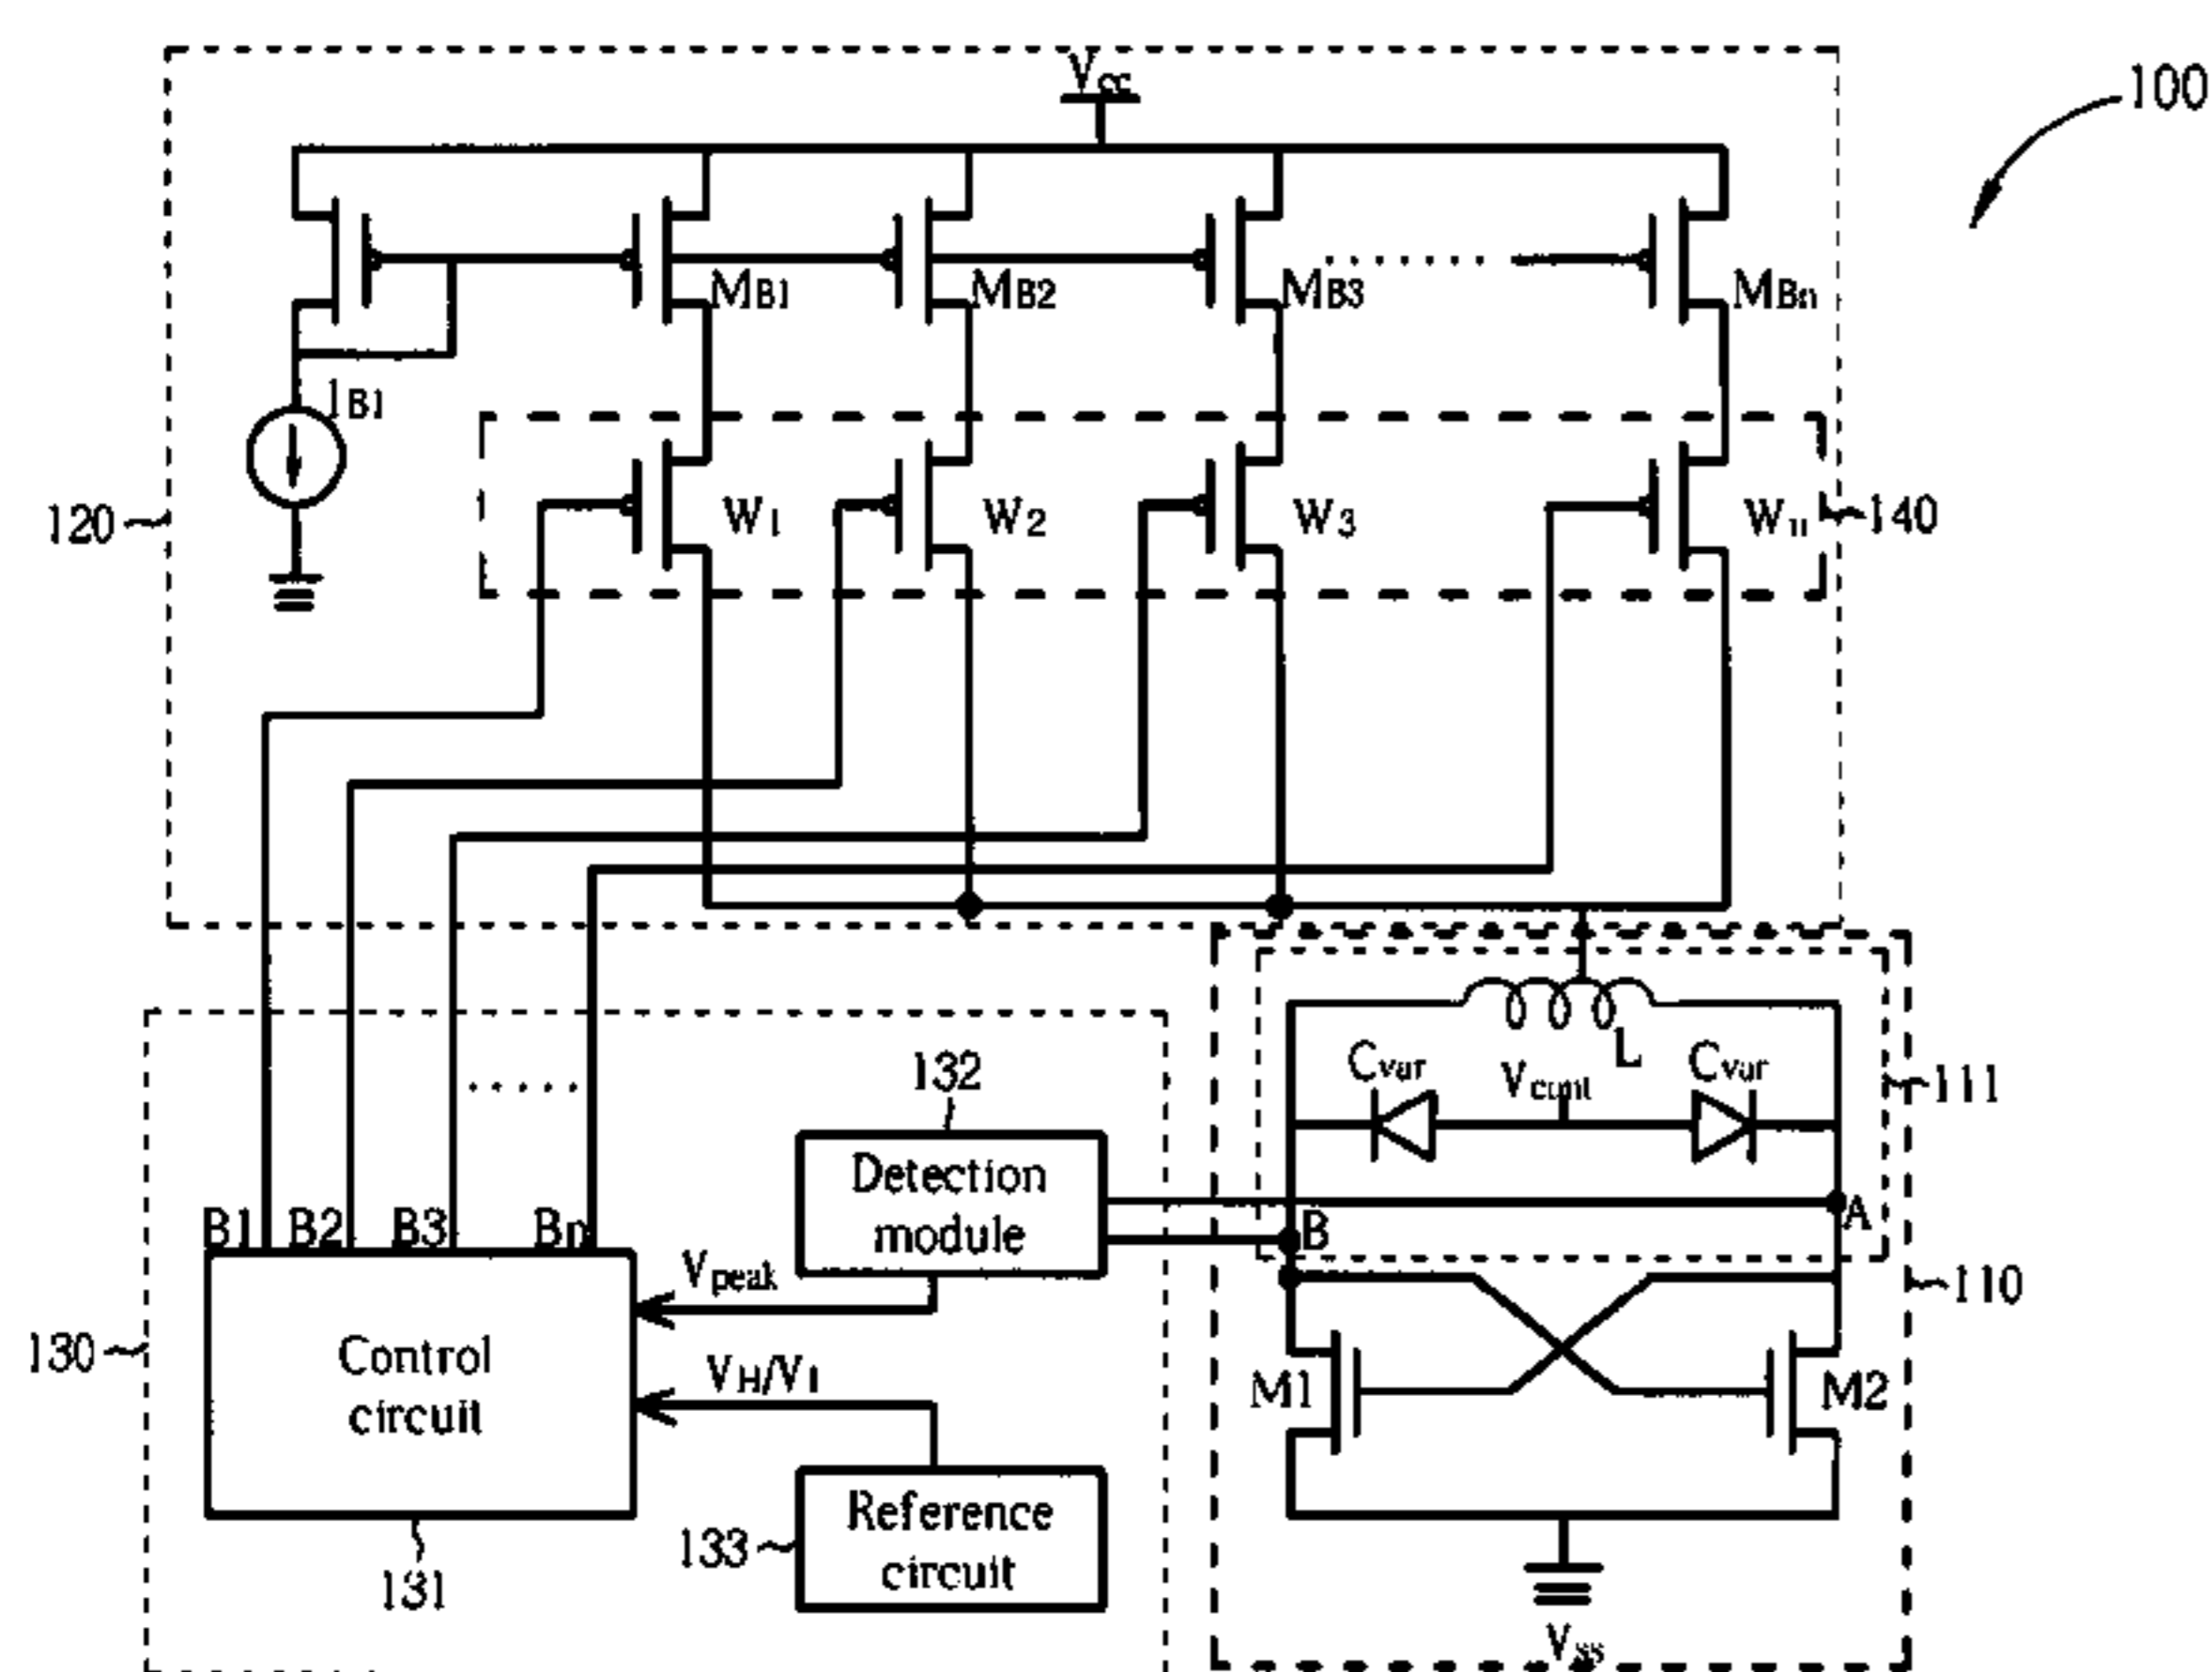 Vcc
100
MB1
MB2
MB3
.......
MBn
IB1
120
W1
W2
W3
Wn
140
132
L
Cvar
Vcont
Cvar
111
.....
Detection
module
A
B
B1
B2
B3
Bn
Vpeak
110
130
Control
circuit
VH/VL
M1
M2
Reference
circuit
133
131
Vss